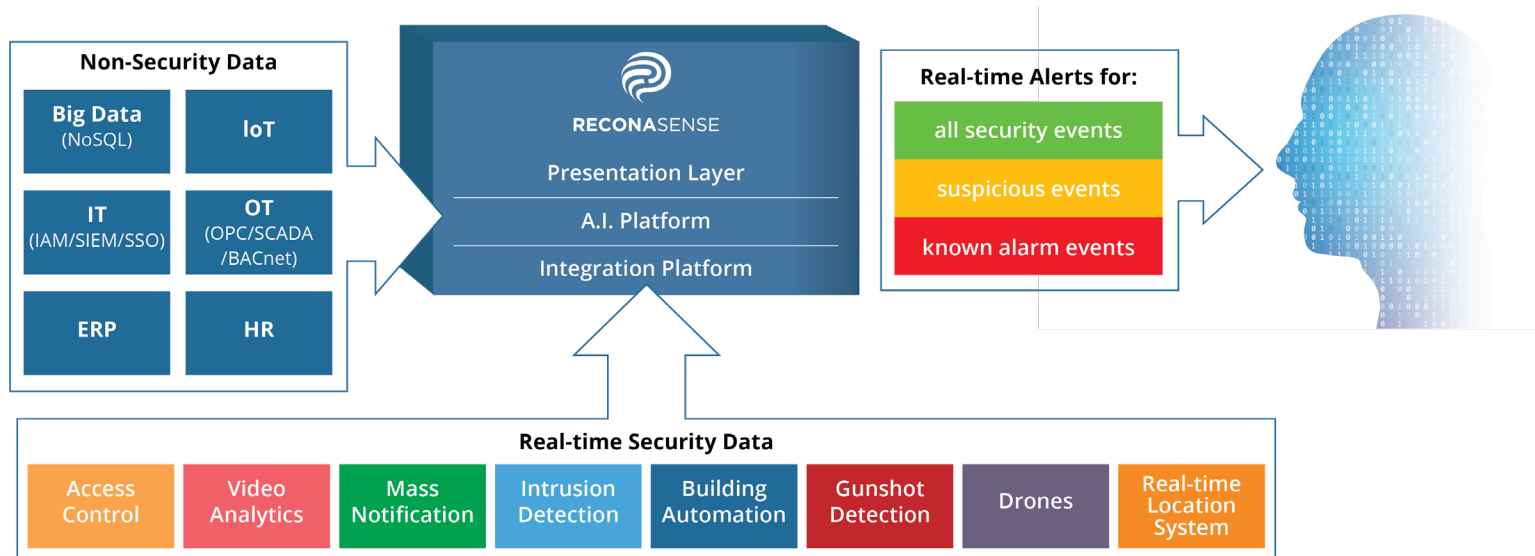 Non-Security Data
Big Data
(NoSQL)
IoT
IT
(IAM/SIEM/SSO)
OT
(OPC/SCADA
/BACnet)
ERP
HR
RECONASENSE
Presentation Layer
A.I. Platform
Integration Platform
Real-time Alerts for:
all security events
suspicious events
known alarm events
Real-time Security Data
Access
Control
Video
Analytics
Mass
Notification
Intrusion
Detection
Building
Automation
Gunshot
Detection
Drones
Real-time
Location
System